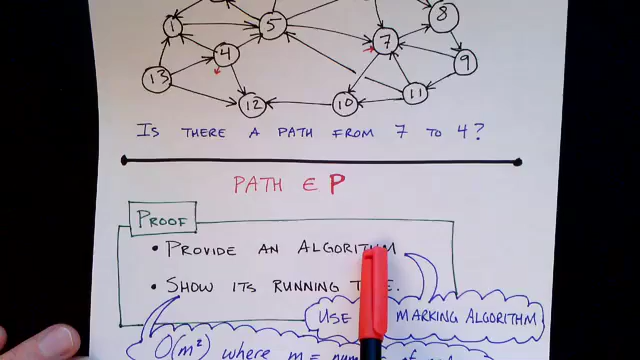 8
1
5
7
4
9
13
11
12
10
IS THERE A PATH FROM 7 TO 4?
PATH ∈ P
PROOF
• PROVIDE AN ALGORITHM
• SHOW ITS RUNNING
USE MARKING ALGORITHM
O(m²) where m =